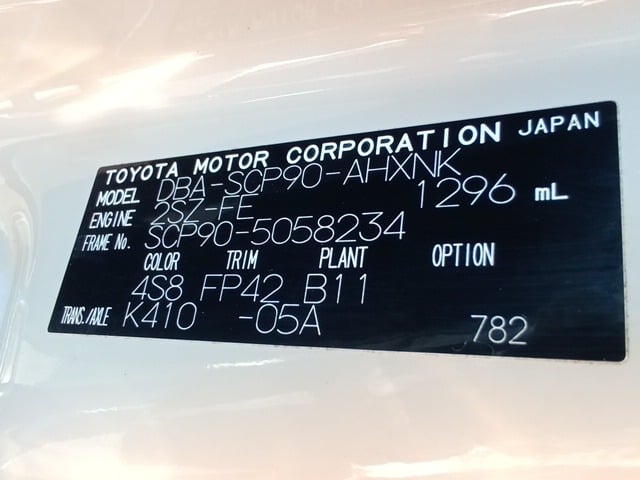 TOYOTA MOTOR CORPORATION JAPAN
MODEL DBA-SCP90-AHXNK
ENGINE 2SZ-FE 1296 mL
FRAME No. SCP90-5058234
COLOR TRIM PLANT OPTION
4S8 FP42 B11
TRANS./AXLE K410 -05A 782